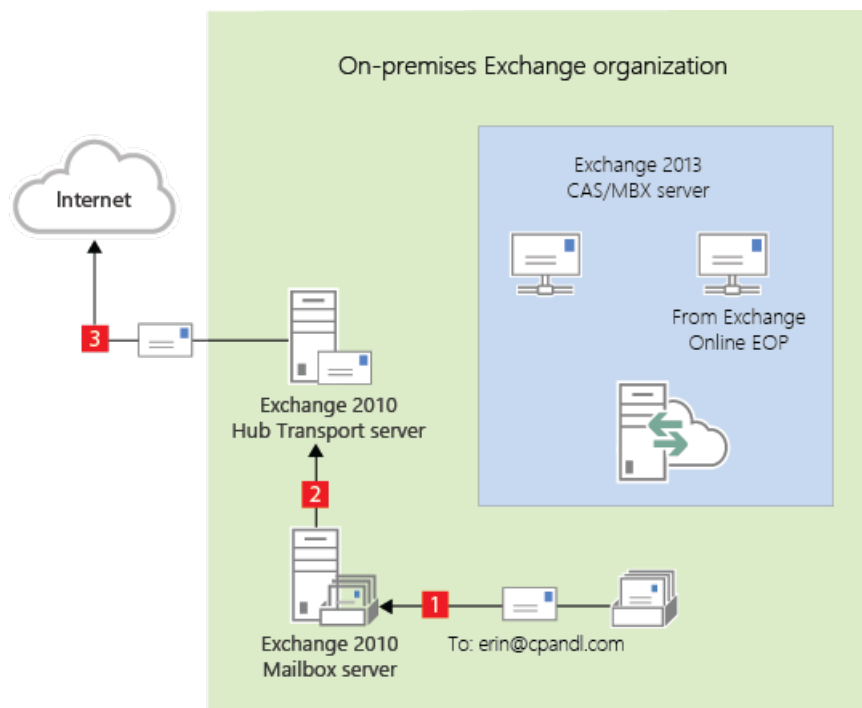 On-premises Exchange organization
Exchange 2013
CAS/MBX server
Internet
From Exchange
Online EOP
3
Exchange 2010
Hub Transport server
2
1
Exchange 2010
Mailbox server
To: erin@cpandl.com